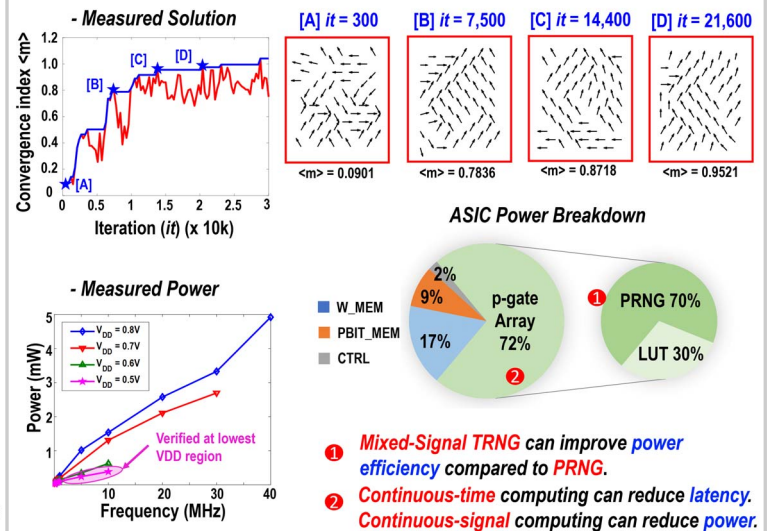 - Measured Solution
Convergence index <m>
1.2
1.0
0.8
0.6
0.4
0.2
0
[A]
[B]
[C]
[D]
0 0.5 1 1.5 2 2.5 3
Iteration (it) (x 10k)
[A] it = 300
[B] it = 7,500
[C] it = 14,400
[D] it = 21,600
<m> = 0.0901
<m> = 0.7836
<m> = 0.8718
<m> = 0.9521
- Measured Power
Power (mW)
5
4
3
2
1
VDD = 0.8V
VDD = 0.7V
VDD = 0.6V
VDD = 0.5V
Verified at lowest
VDD region
0 10 20 30 40
Frequency (MHz)
ASIC Power Breakdown
W_MEM
PBIT_MEM
CTRL
2%
9%
17%
p-gate
Array
72%
2
1
PRNG 70%
LUT 30%
1 Mixed-Signal TRNG can improve power
efficiency compared to PRNG.
2 Continuous-time computing can reduce latency.
Continuous-signal computing can reduce power.